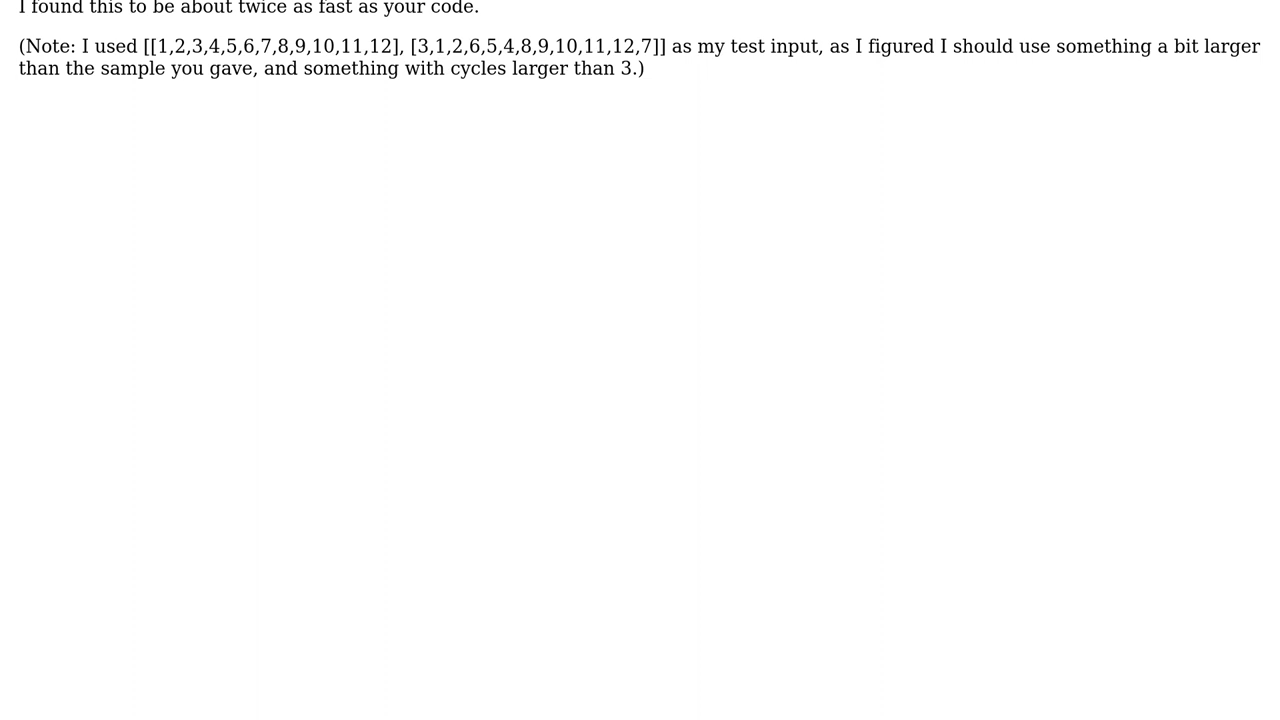 I found this to be about twice as fast as your code.
(Note: I used [[1,2,3,4,5,6,7,8,9,10,11,12], [3,1,2,6,5,4,8,9,10,11,12,7]] as my test input, as I figured I should use something a bit larger
than the sample you gave, and something with cycles larger than 3.)